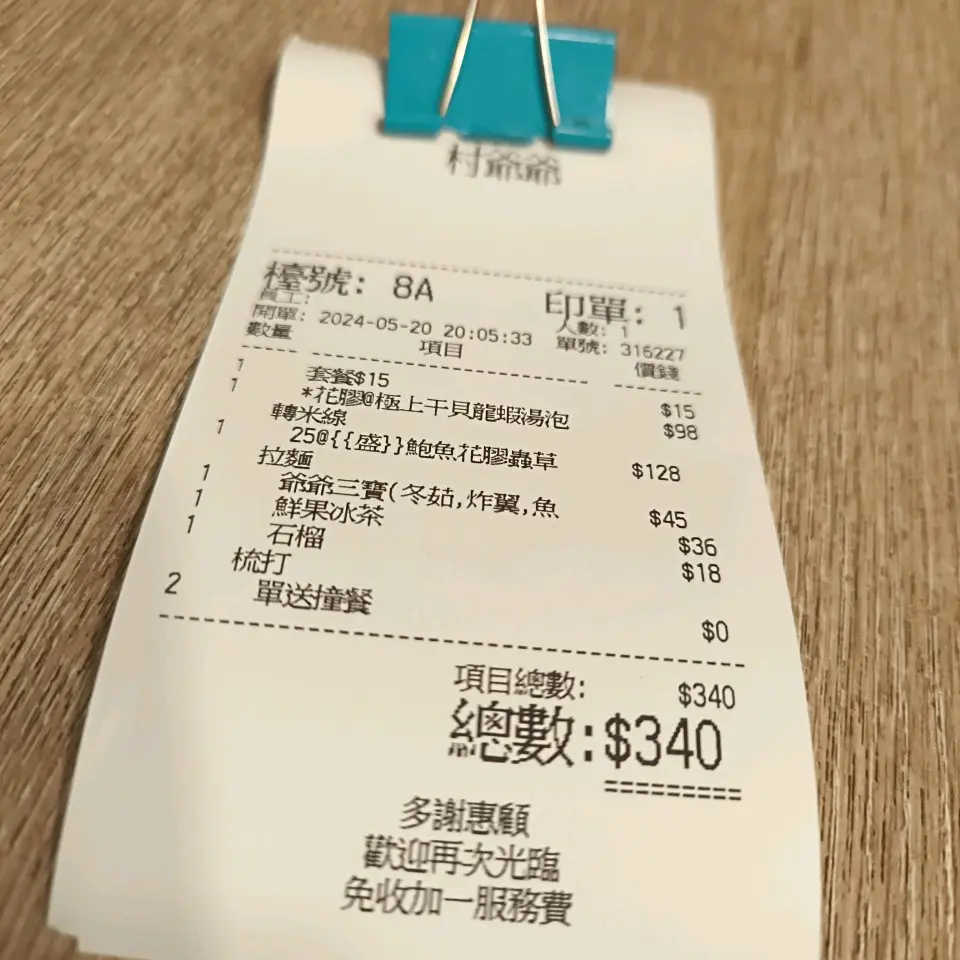 村爺爺
檯號: 8A 印單: 1
員工: 人數: 1
開單: 2024-05-20 20:05:33 單號: 316227
數量 項目 價錢
1 套餐$15 $15
1 *花膠@極上干貝龍蝦湯泡 $98
轉米線
1 25@{{盛}}鮑魚花膠蟲草 $128
拉麵
1 爺爺三寶(冬茹,炸翼,魚 $45
1 鮮果冰茶 $36
1 石榴 $18
梳打
2 單送撞餐 $0
項目總數: $340
總數:$340
=========
多謝惠顧
歡迎再次光臨
免收加一服務費